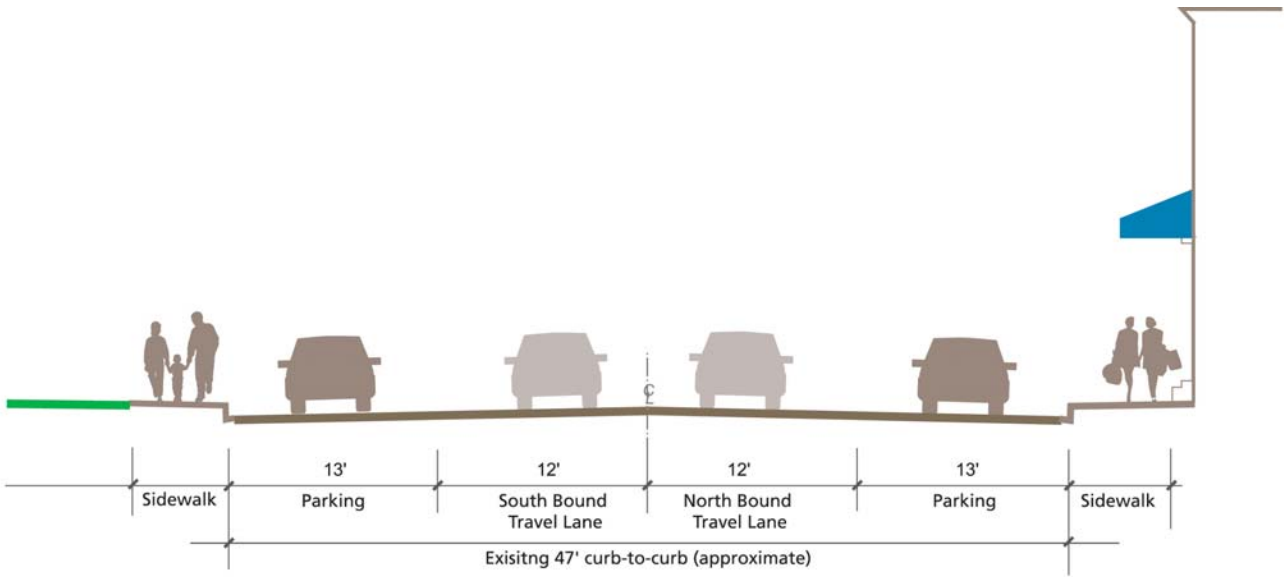 ℄
13' 12' 12' 13'
Sidewalk Parking South Bound North Bound Parking Sidewalk
Travel Lane Travel Lane
Exisitng 47' curb-to-curb (approximate)